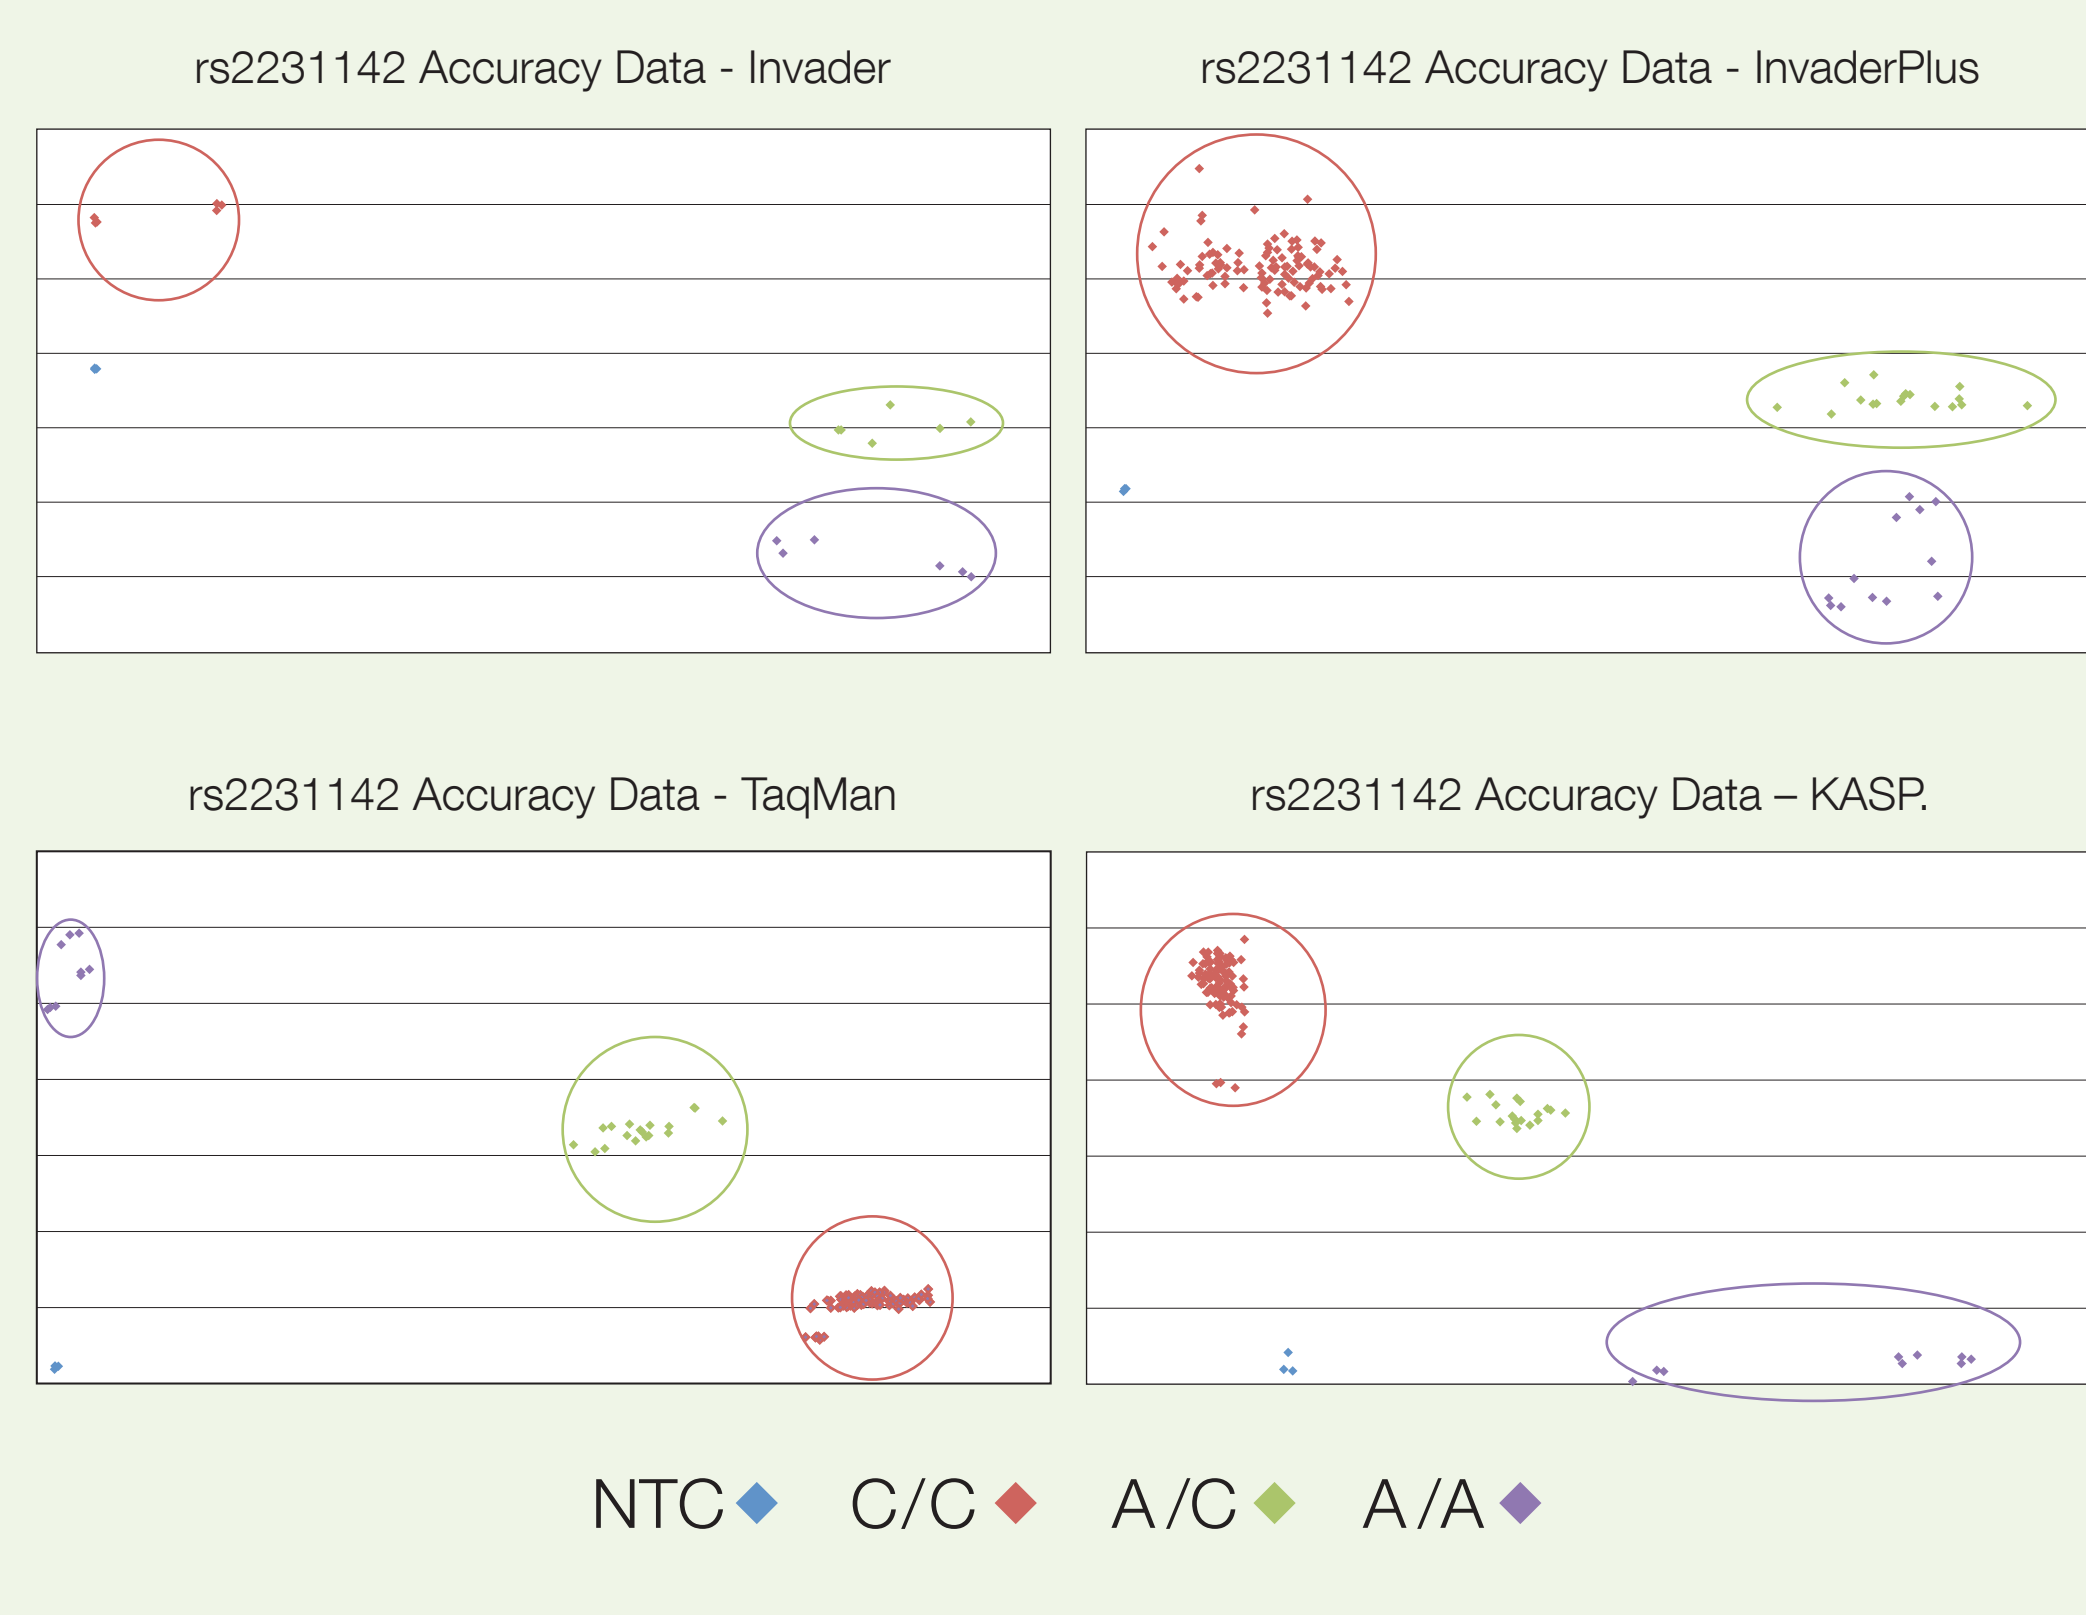 rs2231142 Accuracy Data - Invader
rs2231142 Accuracy Data - InvaderPlus
rs2231142 Accuracy Data - TaqMan
rs2231142 Accuracy Data – KASP.
NTC C/C A/C A/A